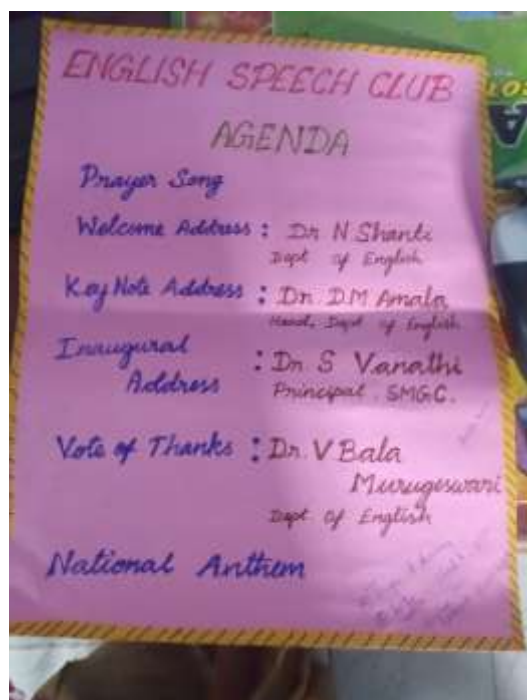 ENGLISH SPEECH CLUB
AGENDA
Prayer Song
Welcome Address : Dr N Shanti
Dept of English
Key Note Address : Dr. D.M Amala
Head, Dept of English
Inaugural : Dr S Vanathi
Address Principal SMGC.
Vote of Thanks : Dr. V Bala
Murugeswari
Dept of English
National Anthem